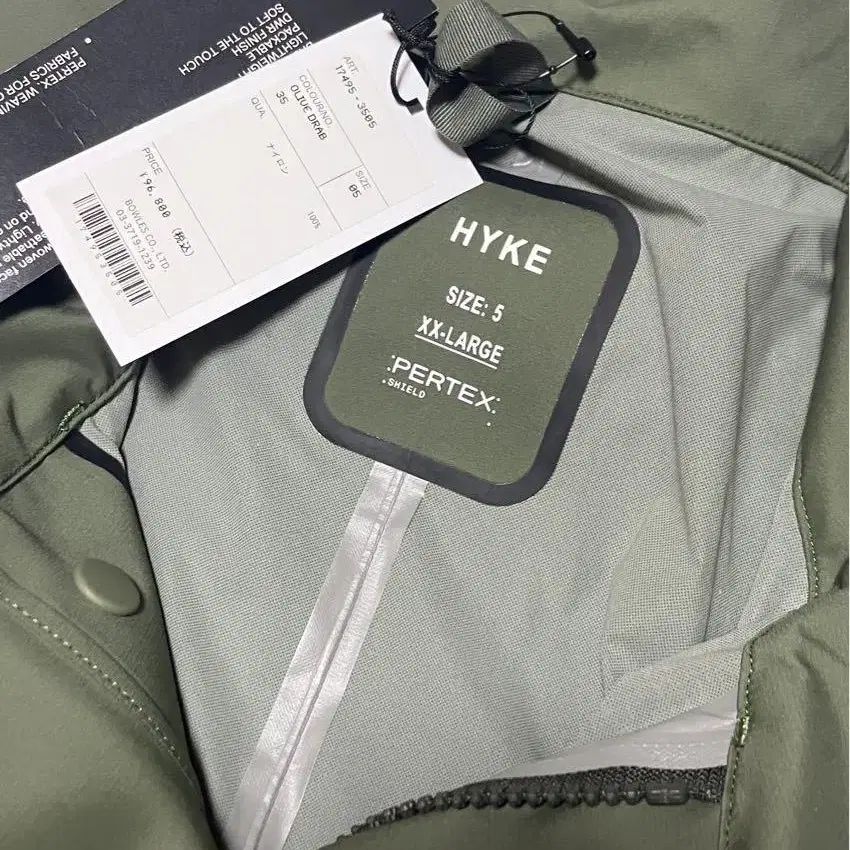 LIGHTWEIGHT
PACKABLE
DWR FINISH
SOFT TO THE TOUCH
PERTEX WEAVIN
FABRICS FOR
ART.
17495-3505
COLOUR/NO.
OLIVE DRAB
35
SIZE
05
QUA.
ナイロン
100%
PRICE
¥96,800 (税込)
BOWLES CO., LTD.
03-3719-1239
HYKE
SIZE: 5
XX-LARGE
PERTEX
SHIELD